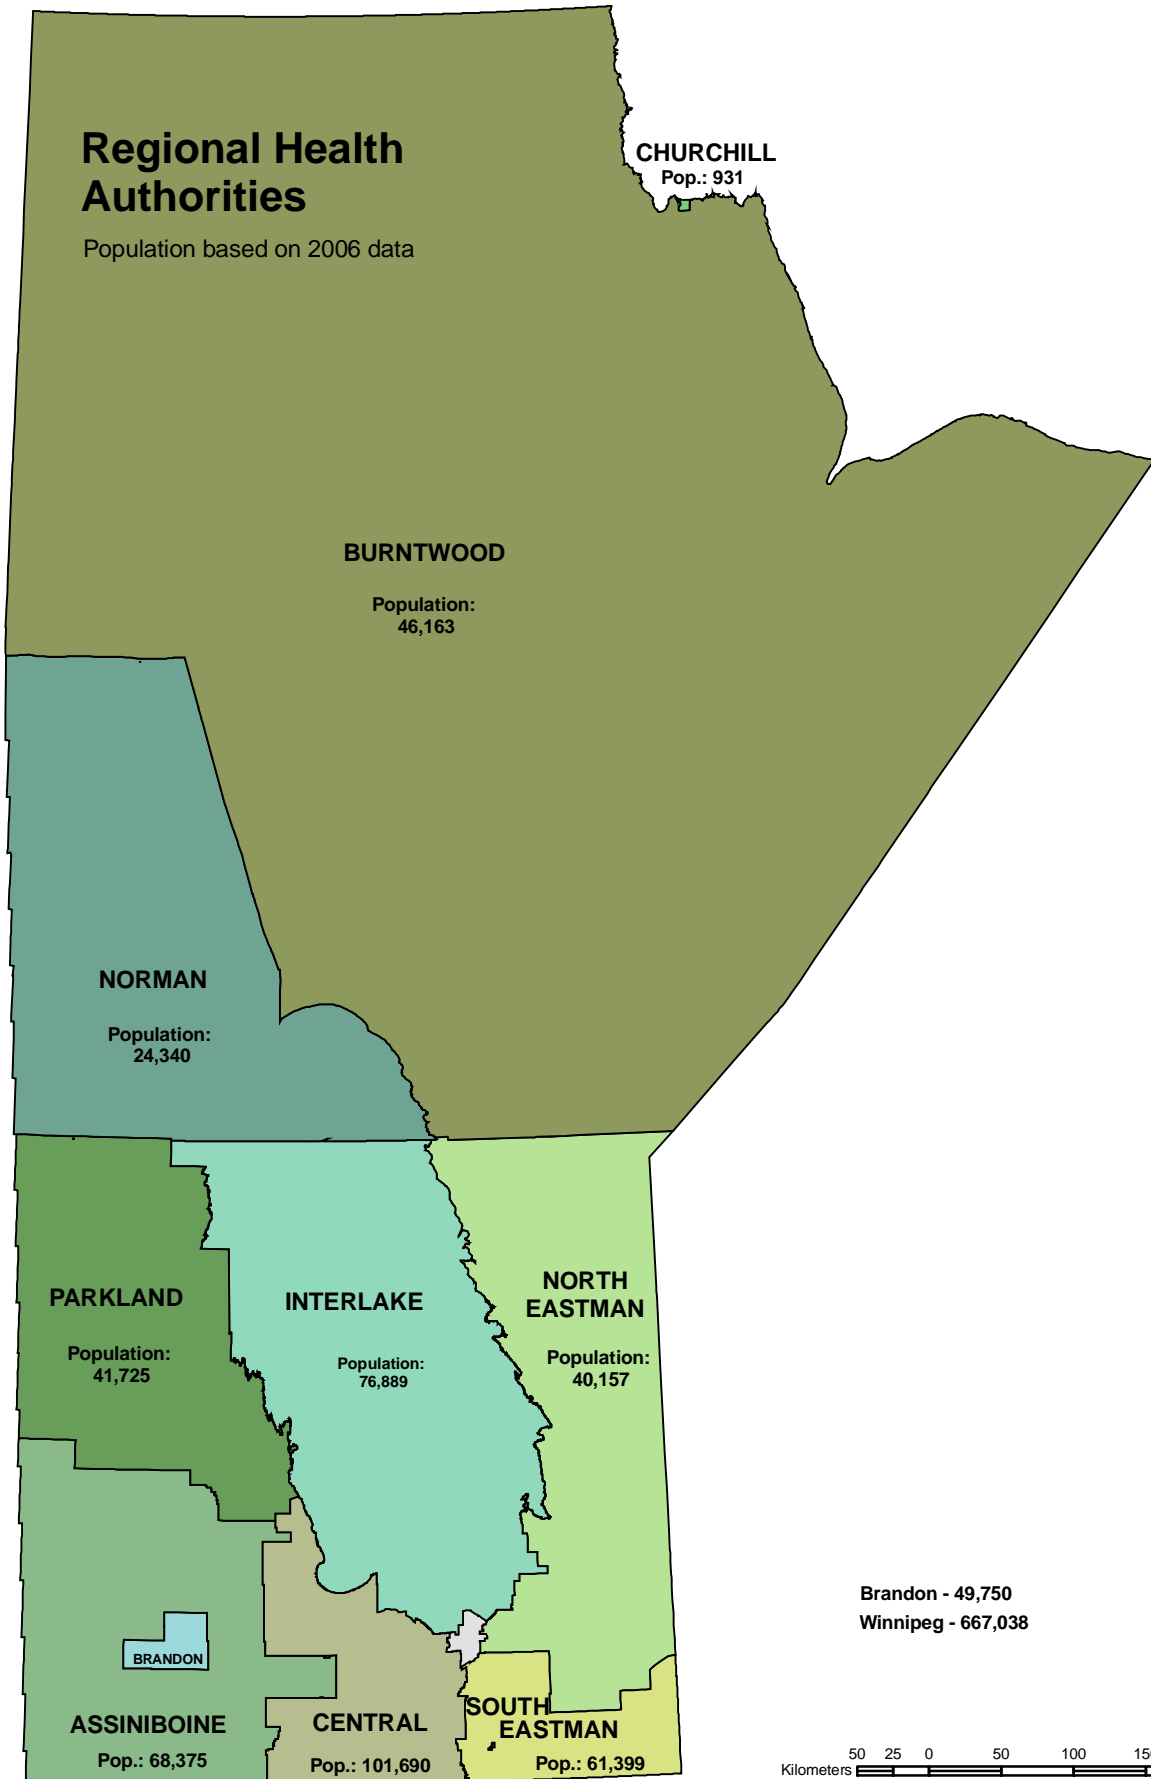 Regional Health
Authorities
Population based on 2006 data
CHURCHILL
Pop.: 931
BURNTWOOD
Population:
46,163
NORMAN
Population:
24,340
PARKLAND
Population:
41,725
INTERLAKE
Population:
76,889
NORTH
EASTMAN
Population:
40,157
Brandon - 49,750
Winnipeg - 667,038
BRANDON
ASSINIBOINE
Pop.: 68,375
CENTRAL
Pop.: 101,690
SOUTH
EASTMAN
Pop.: 61,399
50 25 0 50 100 150
Kilometers